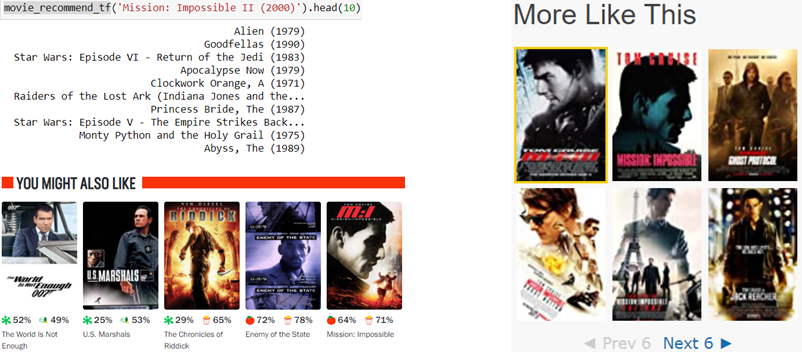 movie_recommend_tf('Mission: Impossible II (2000)').head(10)
Alien (1979)
Goodfellas (1990)
Star Wars: Episode VI - Return of the Jedi (1983)
Apocalypse Now (1979)
Clockwork Orange, A (1971)
Raiders of the Lost Ark (Indiana Jones and the...
Princess Bride, The (1987)
Star Wars: Episode V - The Empire Strikes Back...
Monty Python and the Holy Grail (1975)
Abyss, The (1989)
YOU MIGHT ALSO LIKE
The World Is Not Enough
007
U.S. MARSHALS
VIN DIESEL
THE CHRONICLES OF
RIDDICK
ENEMY OF THE STATE
M:I
MISSION: IMPOSSIBLE
52% 49%
25% 53%
29% 65%
72% 78%
64% 71%
The World Is Not
Enough
U.S. Marshals
The Chronicles of
Riddick
Enemy of the State
Mission: Impossible
More Like This
TOM CRUISE
M:i:III
TOM CRUISE
MISSION: IMPOSSIBLE
TOM CRUISE
GHOST PROTOCOL
MISSION: IMPOSSIBLE
TOM CRUISE
JACK REACHER
◄ Prev 6 Next 6 ►